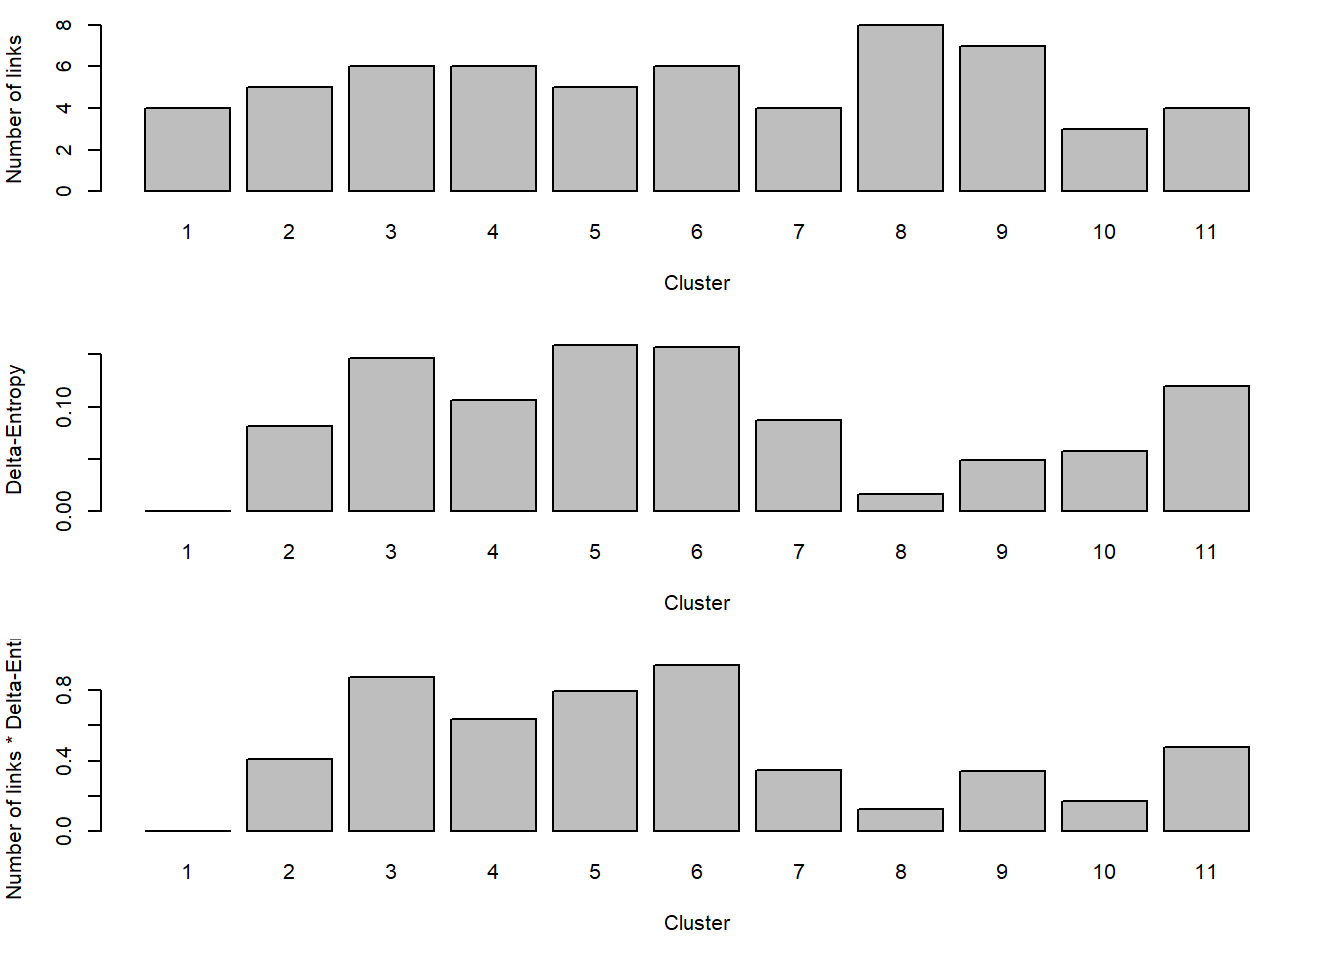 Number of links
8
6
4
2
0
1 2 3 4 5 6 7 8 9 10 11
Cluster
Delta-Entropy
0.10
0.00
1 2 3 4 5 6 7 8 9 10 11
Cluster
Number of links * Delta-Ent
0.8
0.4
0.0
1 2 3 4 5 6 7 8 9 10 11
Cluster